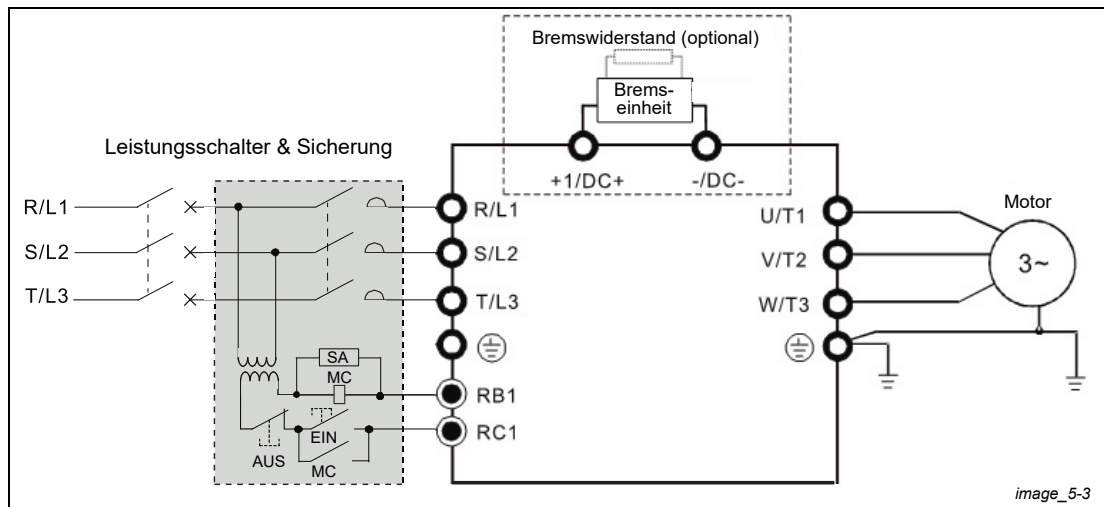 Bremswiderstand (optional)
Brems-
einheit
+1/DC+
-/DC-
Leistungsschalter & Sicherung
R/L1
S/L2
T/L3
R/L1
S/L2
T/L3
SA
MC
RB1
RC1
EIN
AUS
MC
U/T1
V/T2
W/T3
Motor
3~
image_5-3